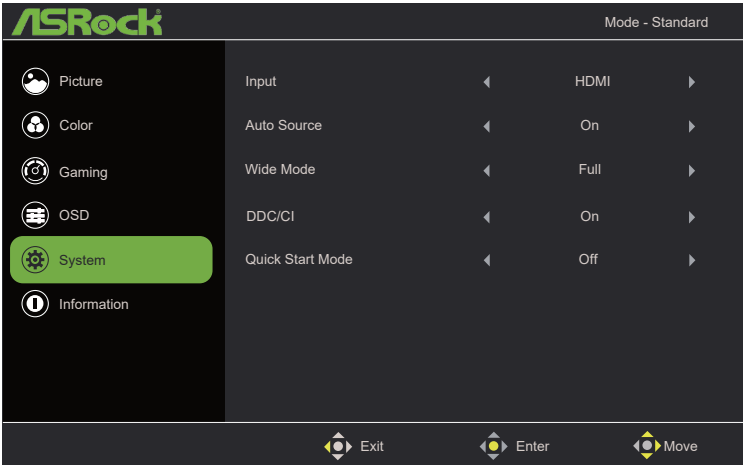 ASRock
Mode - Standard
Picture
Input HDMI
Color
Auto Source On
Gaming
Wide Mode Full
OSD
DDC/CI On
System
Quick Start Mode Off
Information
Exit Enter Move